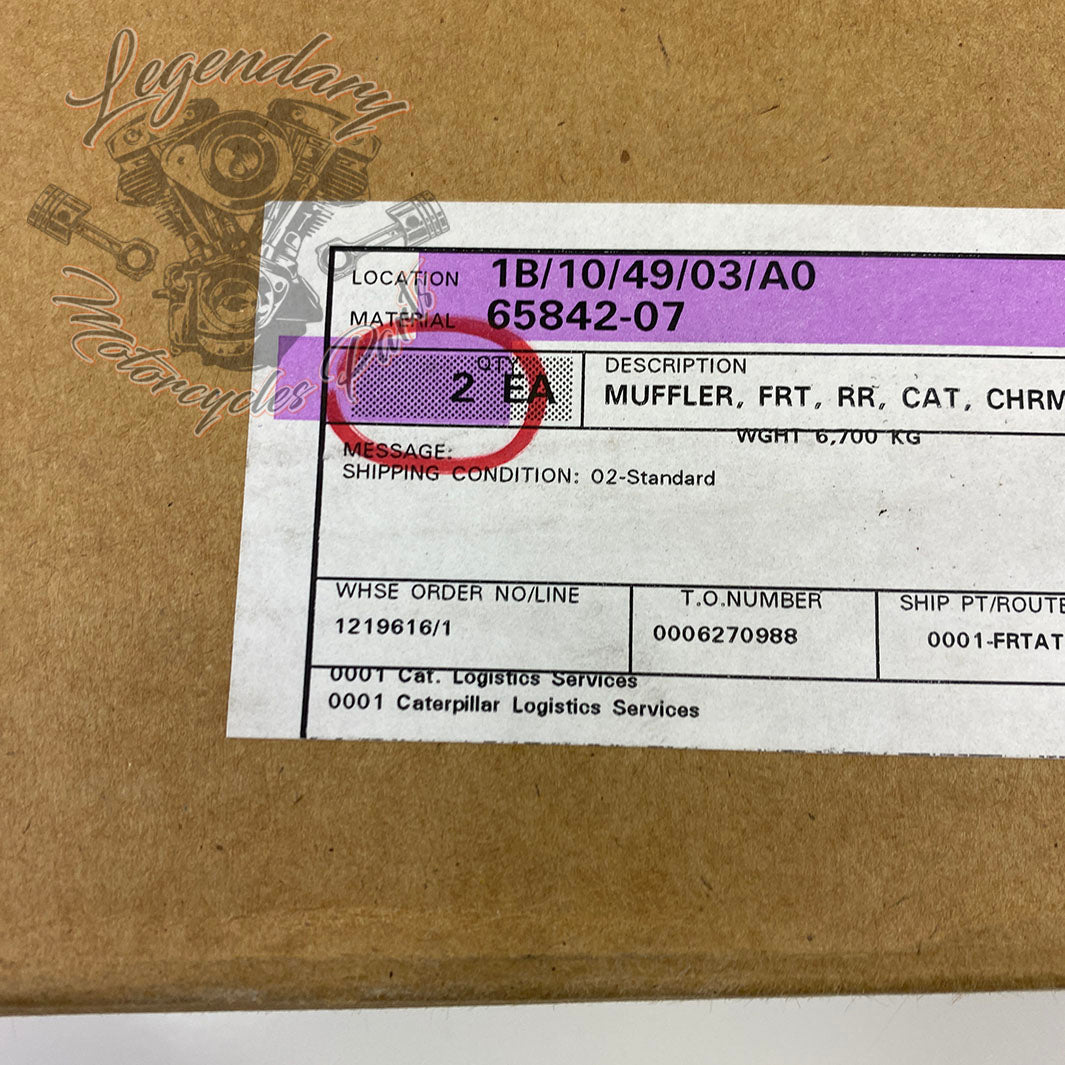 Legendary
Motorcycles Parts
LOCATION 1B/10/49/03/A0
MATERIAL 65842-07
QTY
2 EA
DESCRIPTION
MUFFLER, FRT, RR, CAT, CHRM
WGHT 6,700 KG
MESSAGE:
SHIPPING CONDITION: 02-Standard
WHSE ORDER NO/LINE
1219616/1
T.O.NUMBER
0006270988
SHIP PT/ROUTE
0001-FRTAT
0001 Cat. Logistics Services
0001 Caterpillar Logistics Services